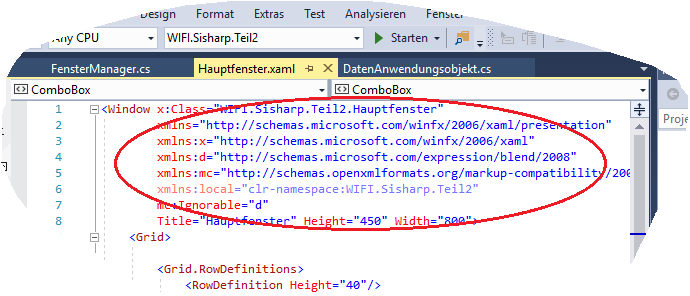 Design Format Extras Test Analysieren Fenster
Any CPU WIFI.Sisharp.Teil2 Starten
FensterManager.cs Hauptfenster.xaml DatenAnwendungsobjekt.cs
ComboBox ComboBox
Proje
1 <Window x:Class="WIFI.Sisharp.Teil2.Hauptfenster"
2 xmlns="http://schemas.microsoft.com/winfx/2006/xaml/presentation"
3 xmlns:x="http://schemas.microsoft.com/winfx/2006/xaml"
4 xmlns:d="http://schemas.microsoft.com/expression/blend/2008"
5 xmlns:mc="http://schemas.openxmlformats.org/markup-compatibility/200
6 xmlns:local="clr-namespace:WIFI.Sisharp.Teil2"
7 mc:Ignorable="d"
8 Title="Hauptfenster" Height="450" Width="800">
<Grid>
<Grid.RowDefinitions>
<RowDefinition Height="40"/>